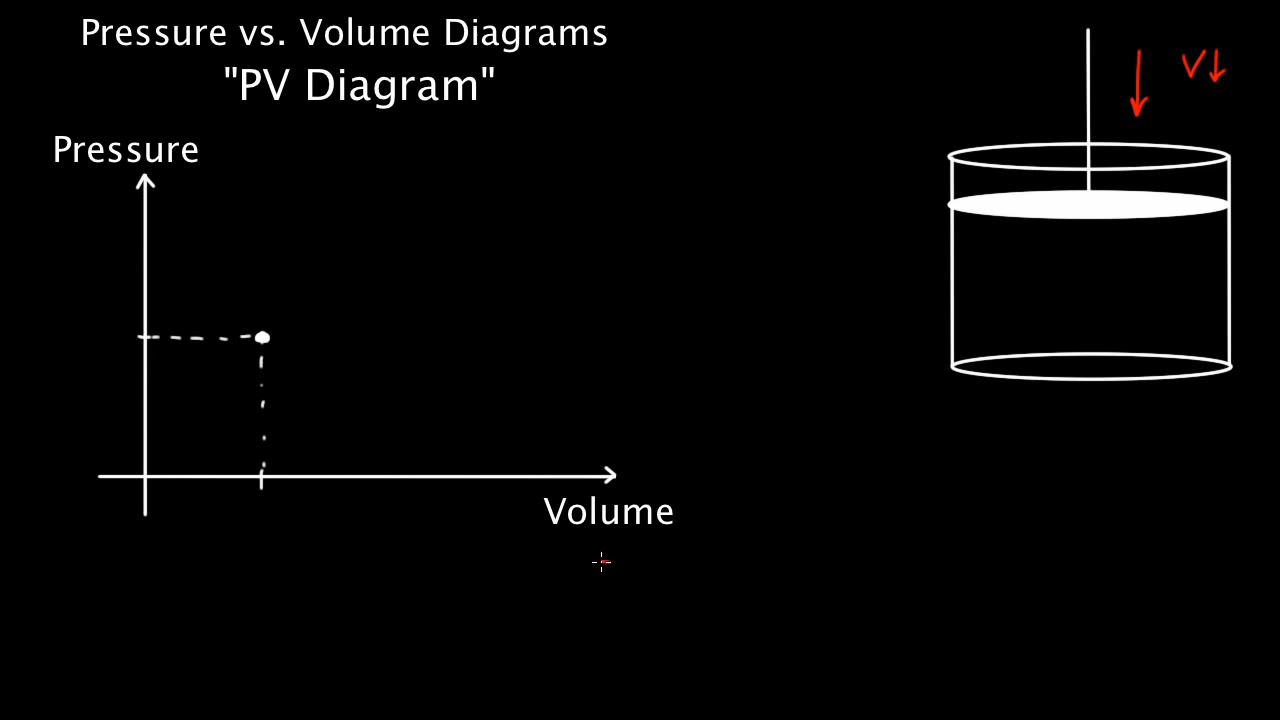 Pressure vs. Volume Diagrams
"PV Diagram"
Pressure
Volume
V↓